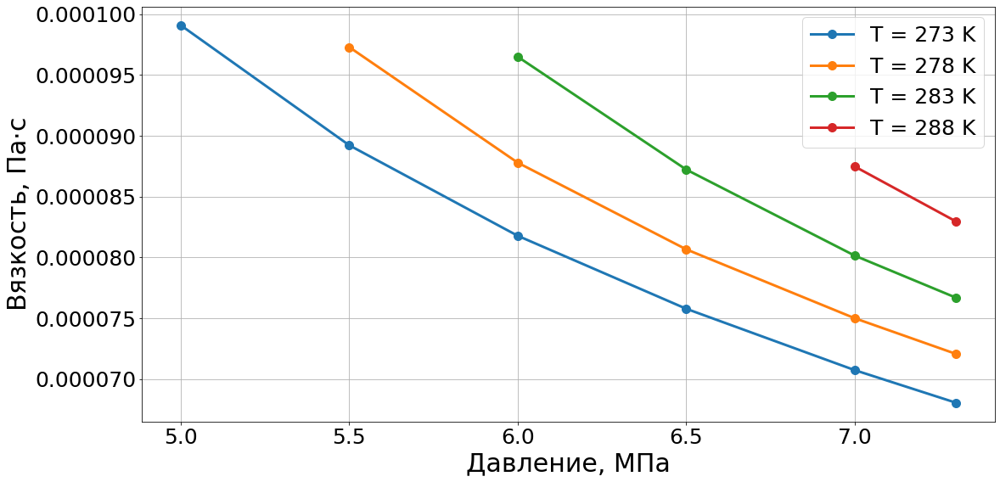 0.000100
0.000095
0.000090
0.000085
0.000080
0.000075
0.000070
Вязкость, Па·с
T = 273 K
T = 278 K
T = 283 K
T = 288 K
5.0 5.5 6.0 6.5 7.0
Давление, МПа